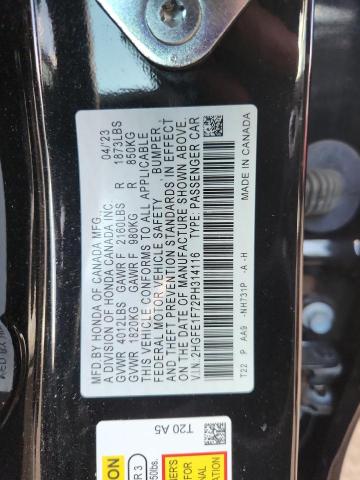 MFD BY HONDA OF CANADA MFG.
A DIVISION OF HONDA CANADA INC. 04/23
GVWR 4012LBS GAWR F 2160LBS R 1873LBS
GVWR 1820KG GAWR F 980KG R 850KG
THIS VEHICLE CONFORMS TO ALL APPLICABLE
FEDERAL MOTOR VEHICLE SAFETY BUMPER
AND THEFT PREVENTION STANDARDS IN EFFECT
ON THE DATE OF MANUFACTURE SHOWN ABOVE.
V.I.N.:2HGFE1F72PH314116 TYPE:PASSENGER CAR
T22 P AA9 -NH731P -A -H
MADE IN CANADA
T20 A5